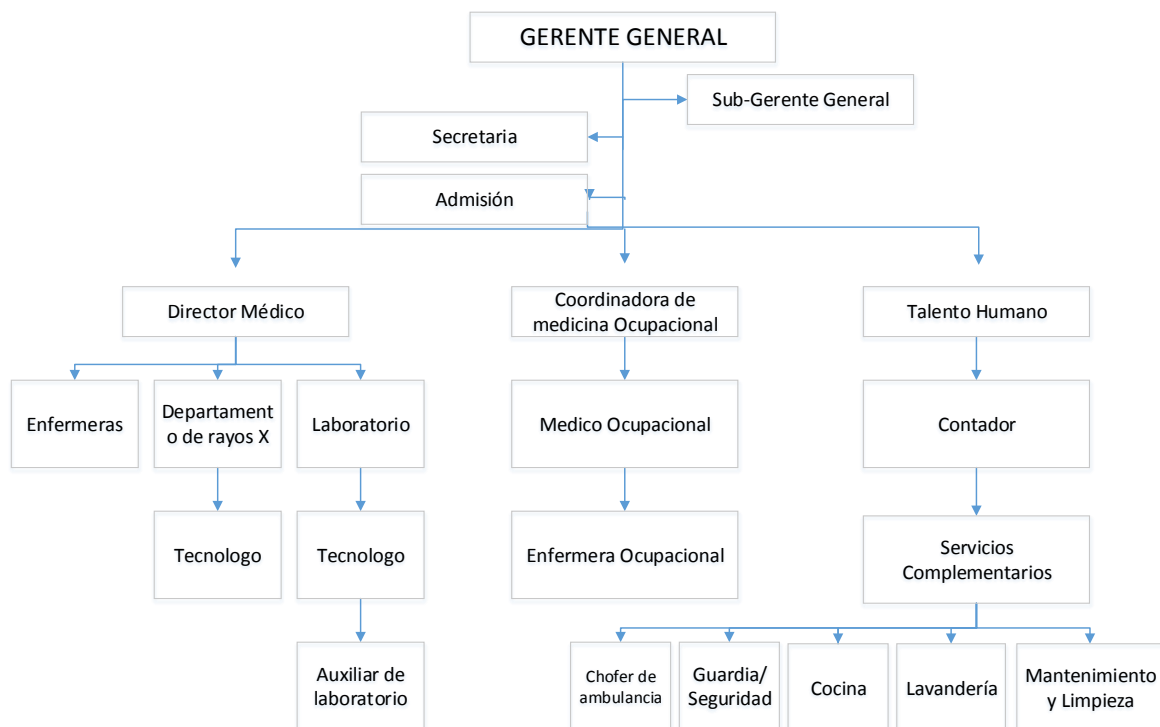 GERENTE GENERAL
Sub-Gerente General
Secretaria
Admisión
Director Médico
Coordinadora de
medicina Ocupacional
Talento Humano
Enfermeras
Departament
o de rayos X
Laboratorio
Medico Ocupacional
Contador
Tecnologo
Tecnologo
Enfermera Ocupacional
Servicios
Complementarios
Auxiliar de
laboratorio
Chofer de
ambulancia
Guardia/
Seguridad
Cocina
Lavandería
Mantenimiento
y Limpieza